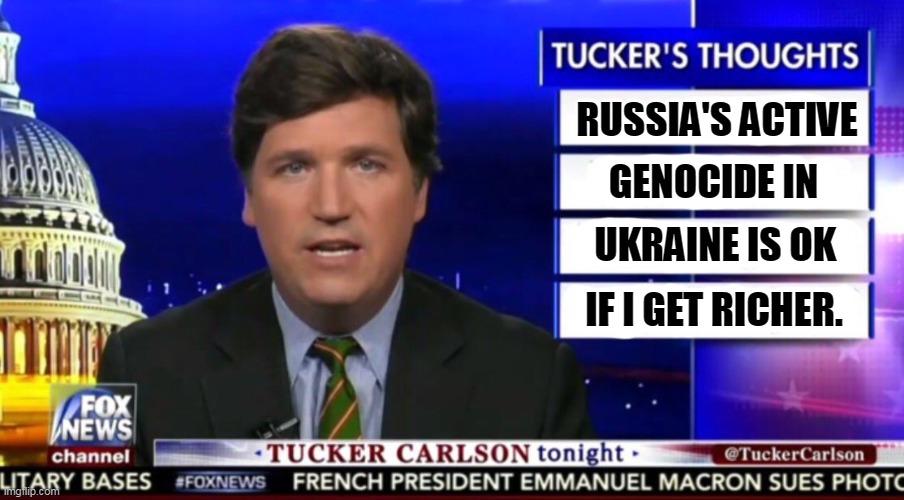 TUCKER'S THOUGHTS
RUSSIA'S ACTIVE
GENOCIDE IN
UKRAINE IS OK
IF I GET RICHER.
FOX
NEWS
channel
TUCKER CARLSON tonight
@TuckerCarlson
LITARY BASES #FOXNEWS FRENCH PRESIDENT EMMANUEL MACRON SUES PHOTO
imgflip.com